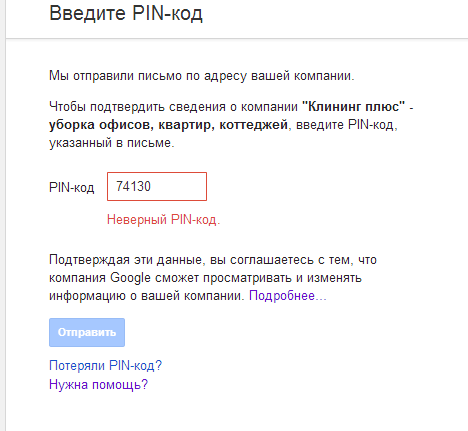 Введите PIN-код
Мы отправили письмо по адресу вашей компании.
Чтобы подтвердить сведения о компании "Клининг плюс" -
уборка офисов, квартир, коттеджей, введите PIN-код,
указанный в письме.
PIN-код 74130
Неверный PIN-код.
Подтверждая эти данные, вы соглашаетесь с тем, что
компания Google сможет просматривать и изменять
информацию о вашей компании. Подробнее...
Отправить
Потеряли PIN-код?
Нужна помощь?